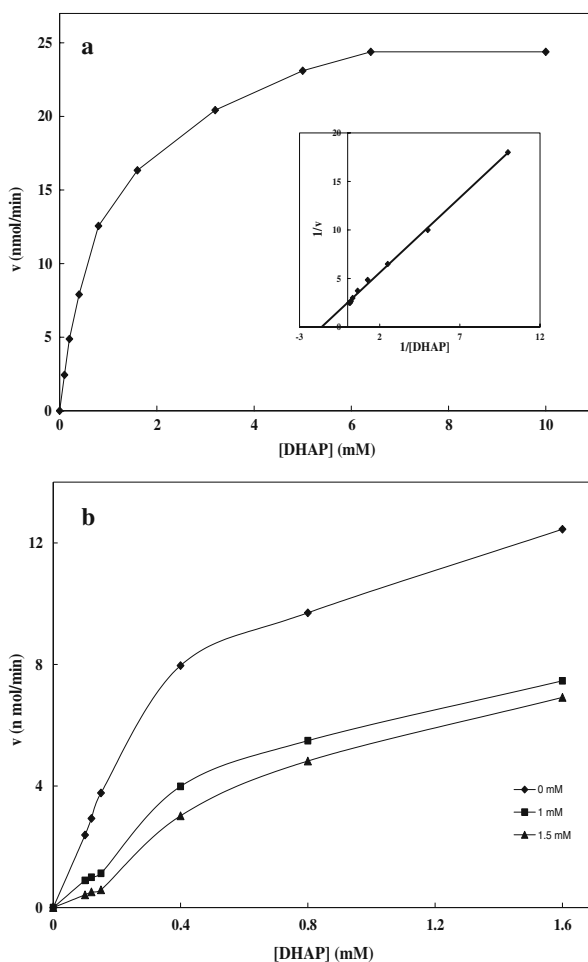 a
25
20
15
10
5
0
v (nmol/min)
0 2 4 6 8 10
[DHAP] (mM)
20
15
10
5
0
1/v
-3 2 7 12
1/[DHAP]
b
12
8
4
0
v (n mol/min)
0 0.4 0.8 1.2 1.6
[DHAP] (mM)
0 mM
1 mM
1.5 mM